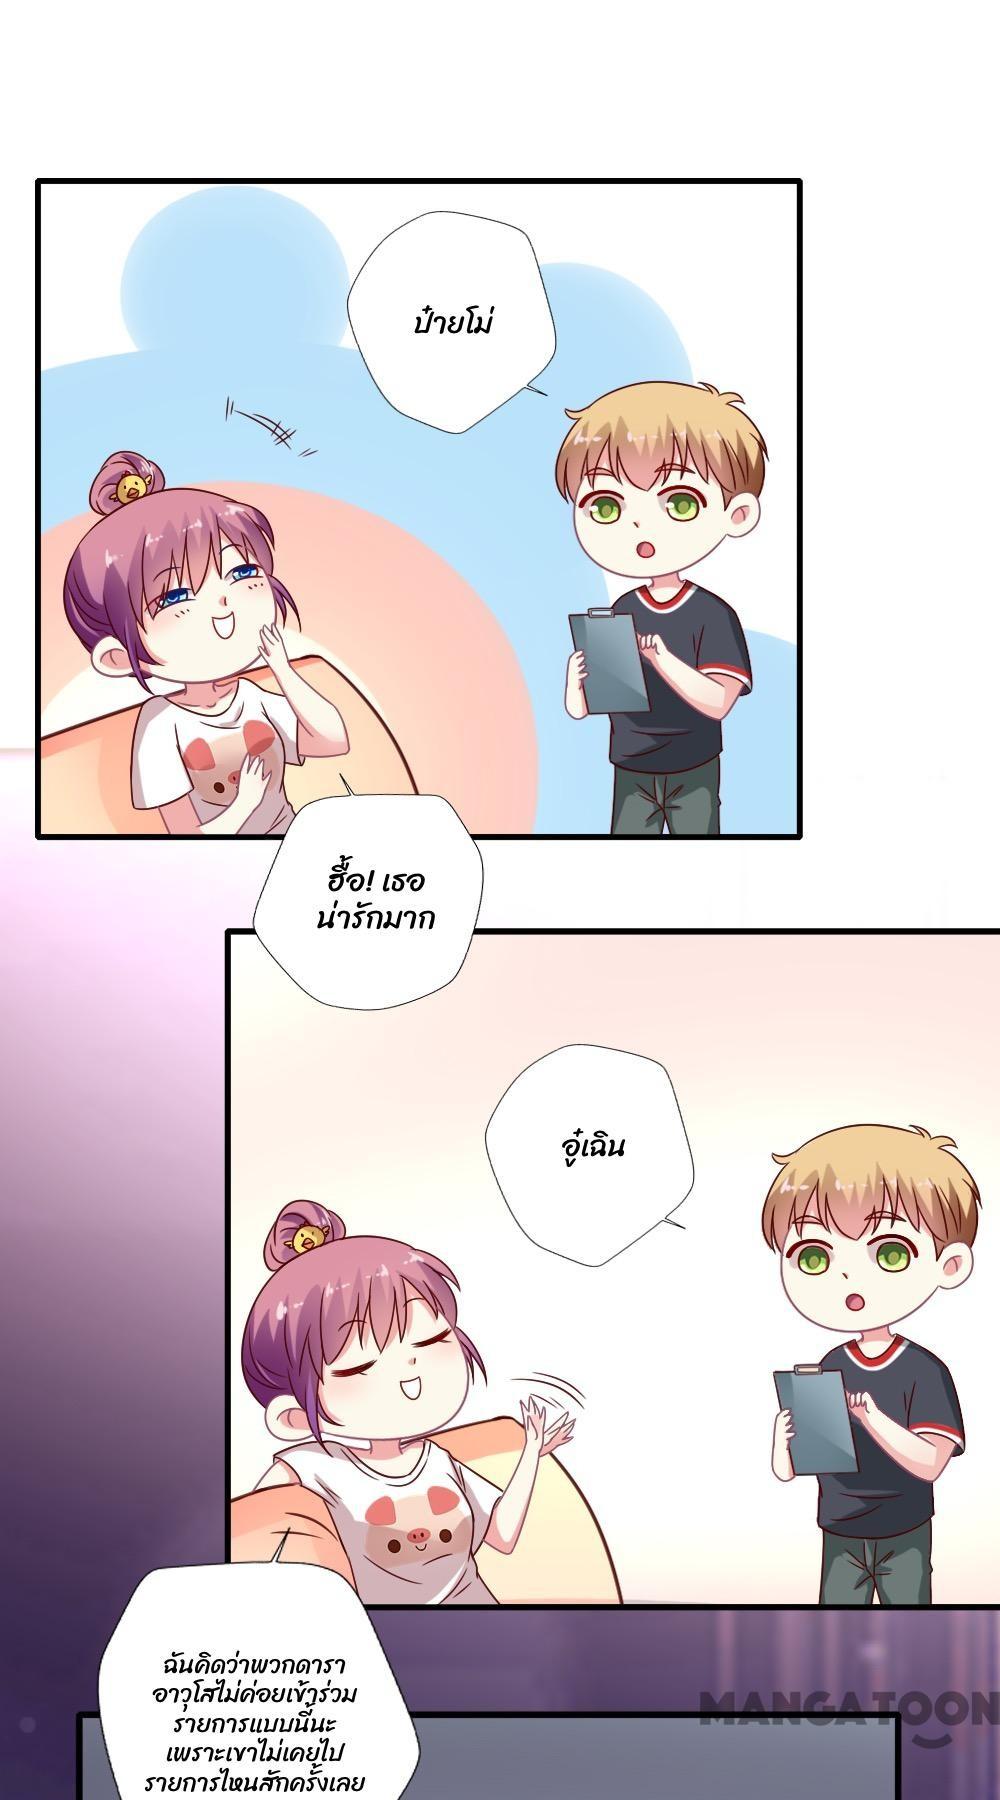 ป๋ายโม่
ฮื้อ! เธอ
น่ารักมาก
อู๋เฉิน
ฉันคิดว่าพวกดารา
อาวุโสไม่ค่อยเข้าร่วม
รายการแบบนี้นะ
เพราะเขาไม่เคยไป
รายการไหนสักครั้งเลย
MANGATOON